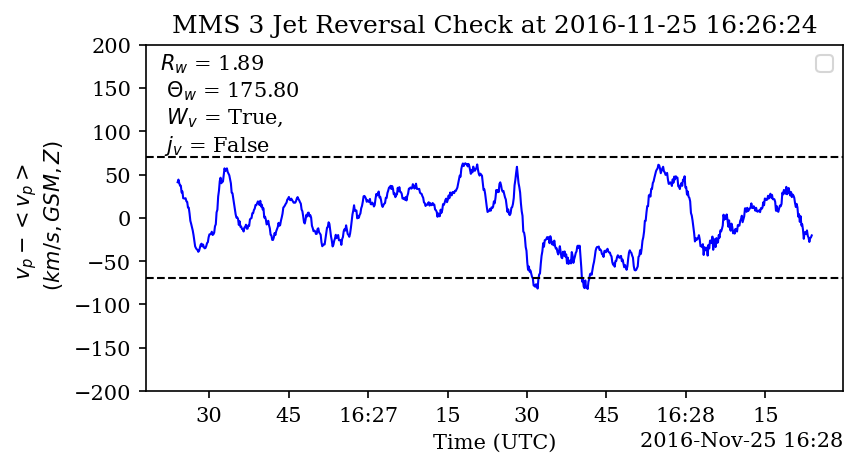 MMS 3 Jet Reversal Check at 2016-11-25 16:26:24
200
150
100
50
0
−50
−100
−150
−200
v_p − < v_p >
(km/s, GSM, Z)
R_w = 1.89
Θ_w = 175.80
W_v = True,
j_v = False
30 45 16:27 15 30 45 16:28 15
Time (UTC)
2016-Nov-25 16:28